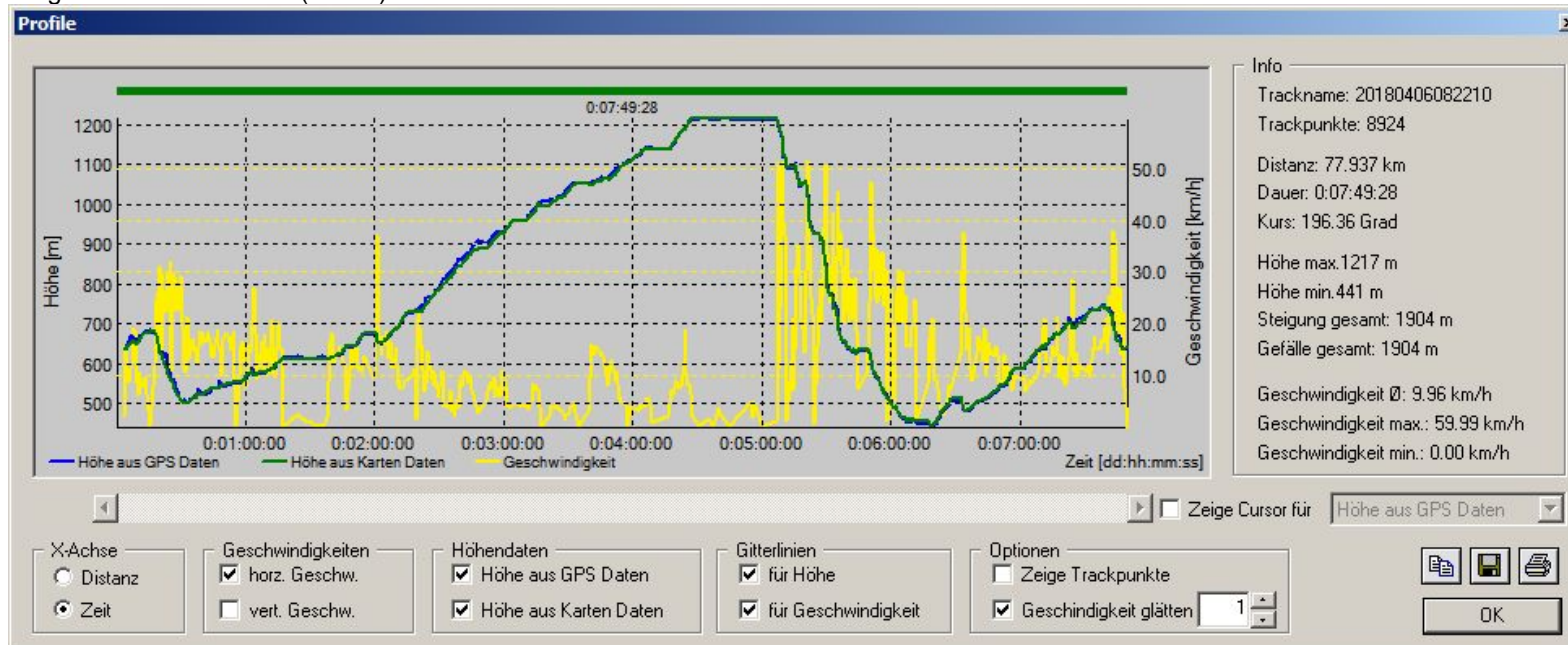 Profile
0:07:49:28
1200
1100
1000
900
800
700
600
500
Höhe [m]
50.0
40.0
30.0
20.0
10.0
Geschwindigkeit [km/h]
0:01:00:00 0:02:00:00 0:03:00:00 0:04:00:00 0:05:00:00 0:06:00:00 0:07:00:00
Höhe aus GPS Daten Höhe aus Karten Daten Geschwindigkeit Zeit [dd:hh:mm:ss]
Info
Trackname: 20180406082210
Trackpunkte: 8924
Distanz: 77.937 km
Dauer: 0:07:49:28
Kurs: 196.36 Grad
Höhe max.1217 m
Höhe min.441 m
Steigung gesamt: 1904 m
Gefälle gesamt: 1904 m
Geschwindigkeit Ø: 9.96 km/h
Geschwindigkeit max.: 59.99 km/h
Geschwindigkeit min.: 0.00 km/h
Zeige Cursor für Höhe aus GPS Daten
X-Achse
Distanz
Zeit
Geschwindigkeiten
horz. Geschw.
vert. Geschw.
Höhendaten
Höhe aus GPS Daten
Höhe aus Karten Daten
Gitterlinien
für Höhe
für Geschwindigkeit
Optionen
Zeige Trackpunkte
Geschindigkeit glätten 1
OK